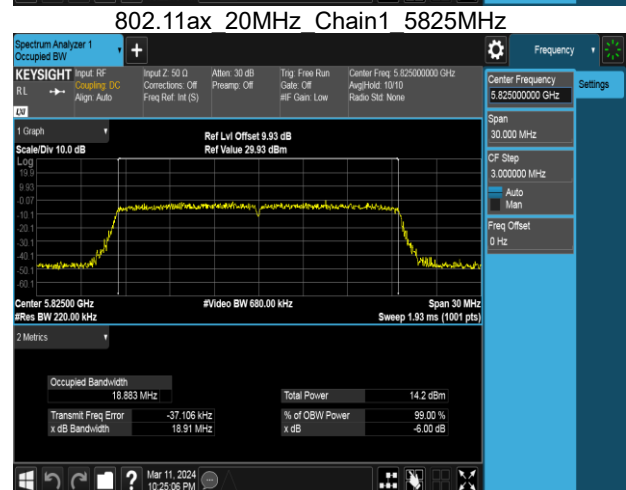 802.11ax_20MHz_Chain1_5825MHz
Spectrum Analyzer 1
Occupied BW
Frequency
KEYSIGHT
RL
Input: RF
Coupling: DC
Align: Auto
Input Z: 50 Ω
Corrections: Off
Freq Ref: Int (S)
Atten: 30 dB
Preamp: Off
Trig: Free Run
Gate: Off
#IF Gain: Low
Center Freq: 5.825000000 GHz
Avg|Hold: 10/10
Radio Std: None
Center Frequency
5.825000000 GHz
Settings
Span
30.000 MHz
CF Step
3.000000 MHz
Auto
Man
Freq Offset
0 Hz
LXI
1 Graph
Scale/Div 10.0 dB
Ref Lvl Offset 9.93 dB
Ref Value 29.93 dBm
Log
19.9
9.93
-0.07
-10.1
-20.1
-30.1
-40.1
-50.1
-60.1
Center 5.82500 GHz
#Video BW 680.00 kHz
Span 30 MHz
#Res BW 220.00 kHz
Sweep 1.93 ms (1001 pts)
2 Metrics
Occupied Bandwidth
18.883 MHz
Total Power 14.2 dBm
Transmit Freq Error -37.106 kHz
% of OBW Power 99.00 %
x dB Bandwidth 18.91 MHz
x dB -6.00 dB
?
Mar 11, 2024
10:25:06 PM